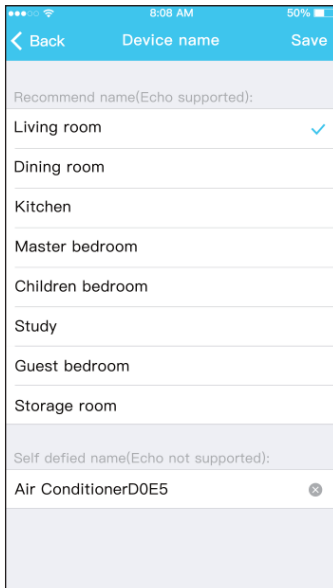 8:08 AM
50%
Back
Device name
Save
Recommend name(Echo supported):
Living room
Dining room
Kitchen
Master bedroom
Children bedroom
Study
Guest bedroom
Storage room
Self defied name(Echo not supported):
Air ConditionerD0E5